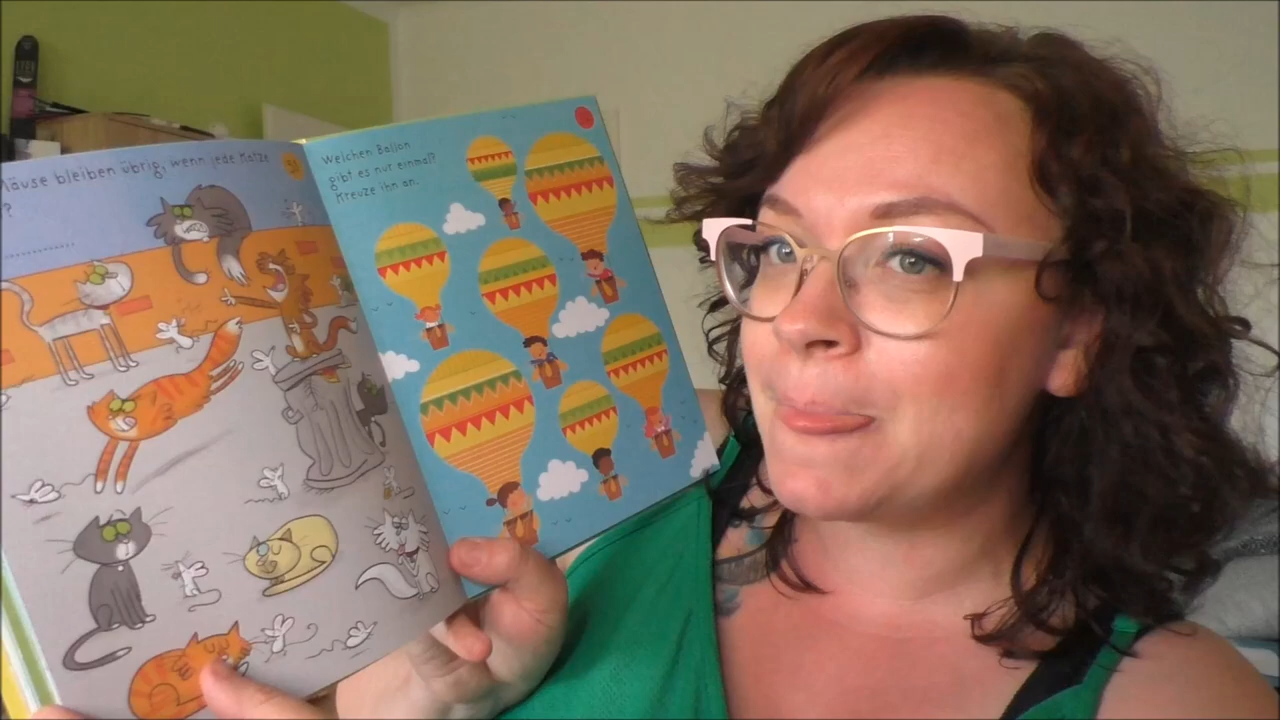 Mäuse bleiben übrig, wenn jede Katze
?
Welchen Ballon
gibt es nur einmal?
Kreuze ihn an.